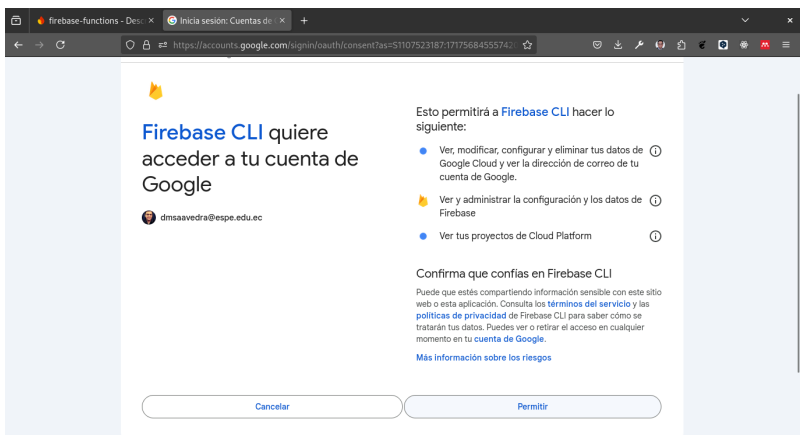 firebase-functions - Desc
Inicia sesión: Cuentas de
https://accounts.google.com/signin/oauth/consent?as=S1107523187:17175684555742
Firebase CLI quiere
acceder a tu cuenta de
Google
dmsaavedra@espe.edu.ec
Esto permitirá a Firebase CLI hacer lo
siguiente:
Ver, modificar, configurar y eliminar tus datos de
Google Cloud y ver la dirección de correo de tu
cuenta de Google.
Ver y administrar la configuración y los datos de
Firebase
Ver tus proyectos de Cloud Platform
Confirma que confías en Firebase CLI
Puede que estés compartiendo información sensible con este sitio
web o esta aplicación. Consulta los términos del servicio y las
políticas de privacidad de Firebase CLI para saber cómo se
tratarán tus datos. Puedes ver o retirar el acceso en cualquier
momento en tu cuenta de Google.
Más información sobre los riesgos
Cancelar
Permitir